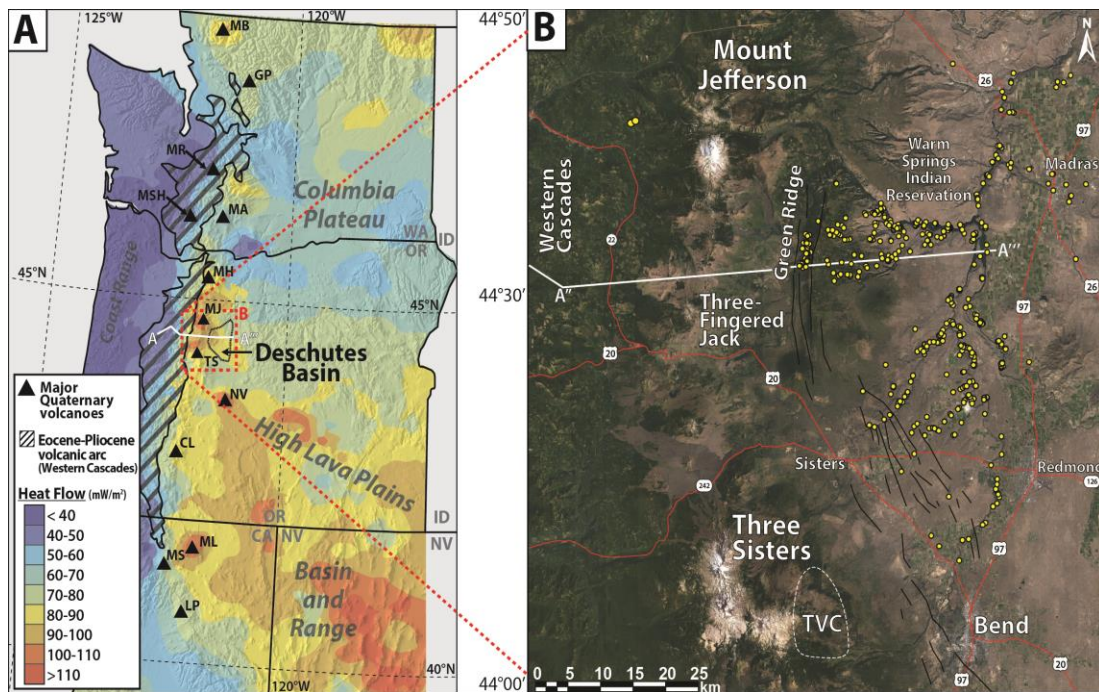 A
125°W
120°W
MB
GP
MR
MSH
MA
Columbia
Plateau
WA
OR
ID
Coast Range
45°N
45°N
MH
MJ
B
A
A"
TS
Deschutes
Basin
NV
High Lava Plains
CL
OR
CA
NV
ID
NV
ML
MS
LP
Basin
and
Range
40°N
120°W
Major
Quaternary
volcanoes
Eocene-Pliocene
volcanic arc
(Western Cascades)
Heat Flow (mW/m²)
< 40
40-50
50-60
60-70
70-80
80-90
90-100
100-110
>110
44°50'
44°30'
44°00'
B
Mount
Jefferson
N
26
97
Warm
Springs
Indian
Reservation
Madras
Western
Cascades
22
Green Ridge
A"
A'''
Three-
Fingered
Jack
97
26
20
20
Sisters
Redmond
126
242
Three
Sisters
97
TVC
Bend
20
97
0
5
10
15
20
25
km